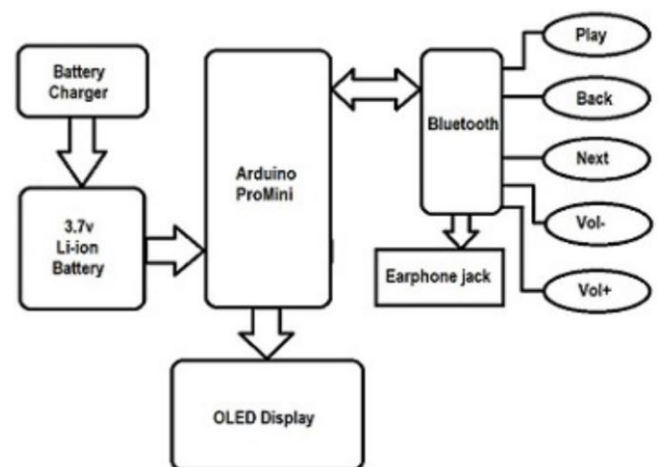 Battery
Charger
3.7v
Li-ion
Battery
Arduino
ProMini
OLED Display
Bluetooth
Earphone jack
Play
Back
Next
Vol-
Vol+